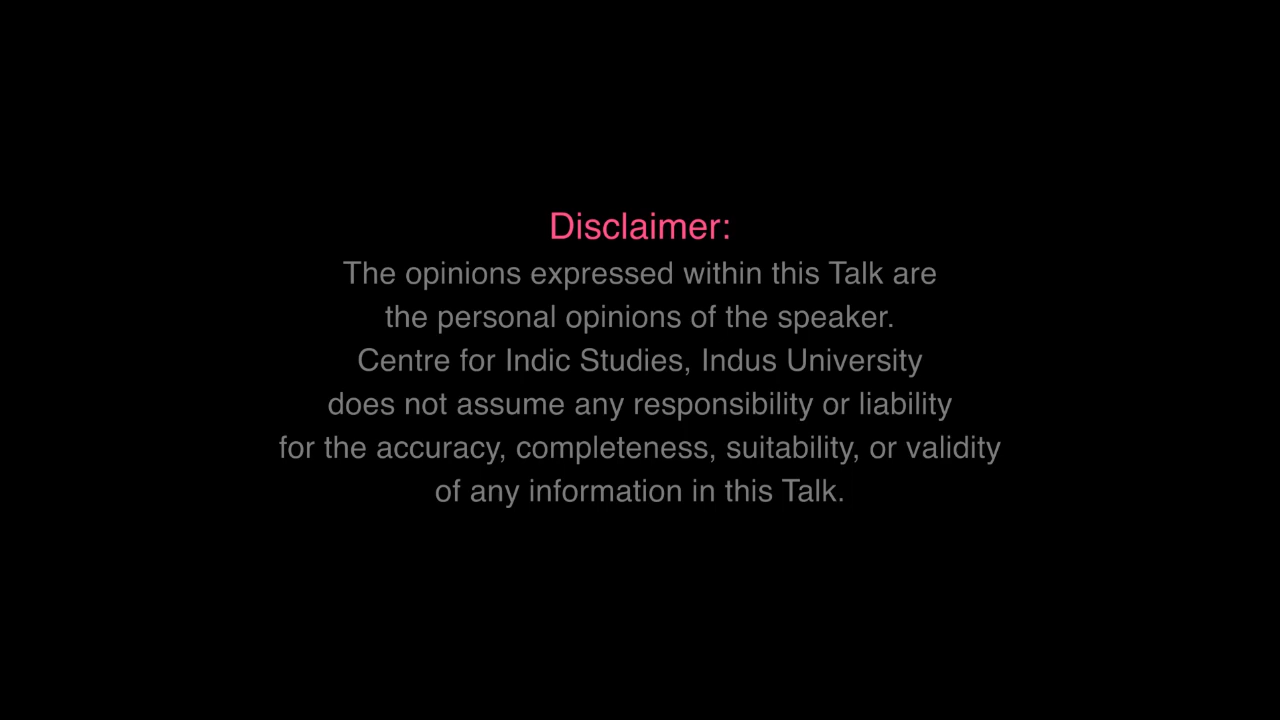 Disclaimer:
The opinions expressed within this Talk are
the personal opinions of the speaker.
Centre for Indic Studies, Indus University
does not assume any responsibility or liability
for the accuracy, completeness, suitability, or validity
of any information in this Talk.